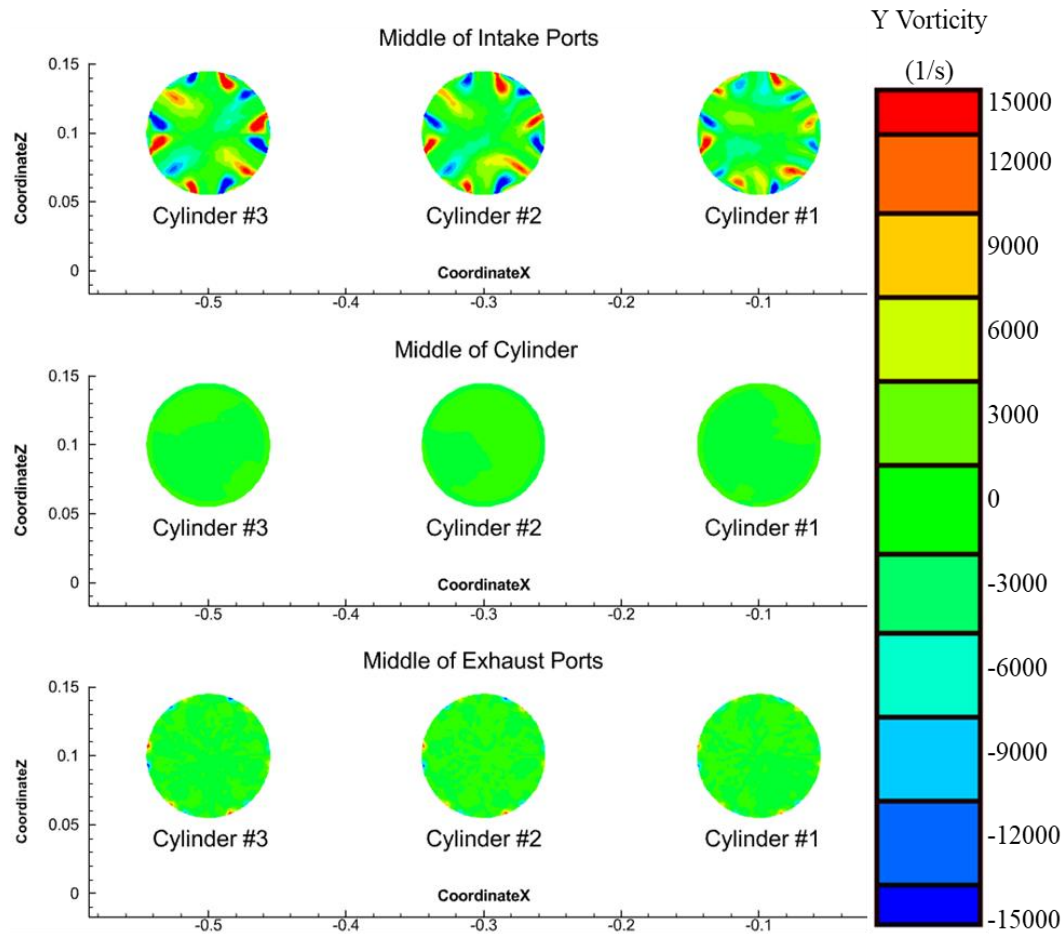 Middle of Intake Ports
0.15
0.1
0.05
0
CoordinateZ
Cylinder #3
Cylinder #2
Cylinder #1
CoordinateX
-0.5
-0.4
-0.3
-0.2
-0.1
Middle of Cylinder
0.15
0.1
0.05
0
CoordinateZ
Cylinder #3
Cylinder #2
Cylinder #1
CoordinateX
-0.5
-0.4
-0.3
-0.2
-0.1
Middle of Exhaust Ports
0.15
0.1
0.05
0
CoordinateZ
Cylinder #3
Cylinder #2
Cylinder #1
CoordinateX
-0.5
-0.4
-0.3
-0.2
-0.1
Y Vorticity
(1/s)
15000
12000
9000
6000
3000
0
-3000
-6000
-9000
-12000
-15000